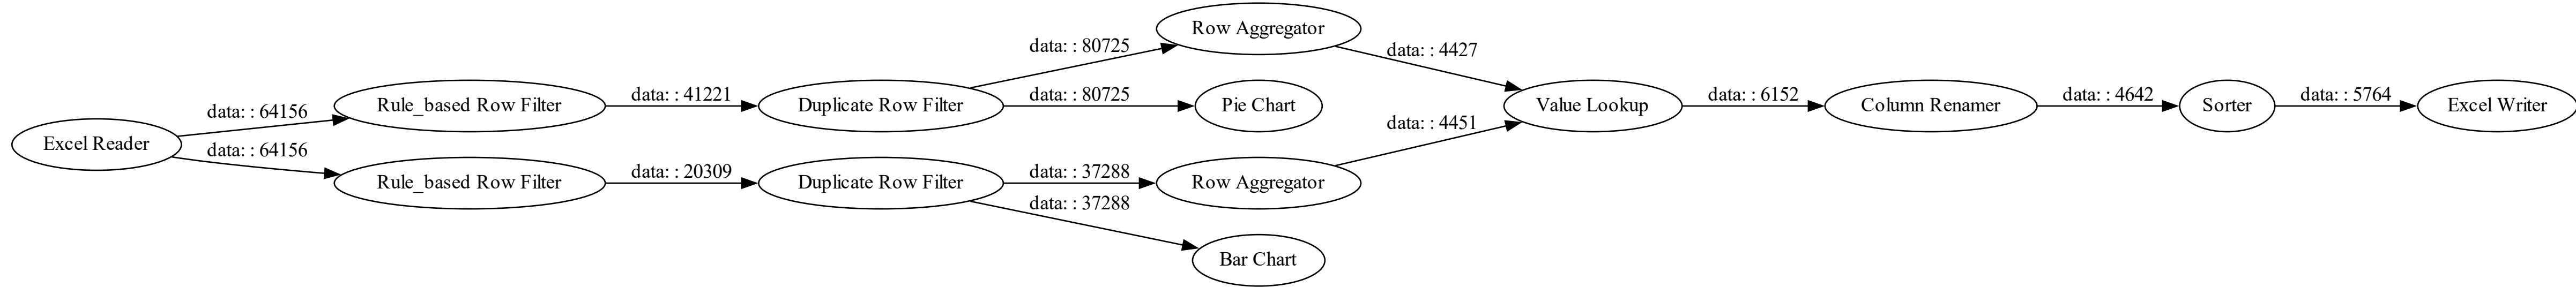 Row Aggregator
data: : 80725
data: : 4427
Rule_based Row Filter
data: : 41221
Duplicate Row Filter
data: : 80725
Pie Chart
Value Lookup
data: : 6152
Column Renamer
data: : 4642
Sorter
data: : 5764
Excel Writer
data: : 64156
Excel Reader
data: : 64156
data: : 4451
Rule_based Row Filter
data: : 20309
Duplicate Row Filter
data: : 37288
Row Aggregator
data: : 37288
Bar Chart